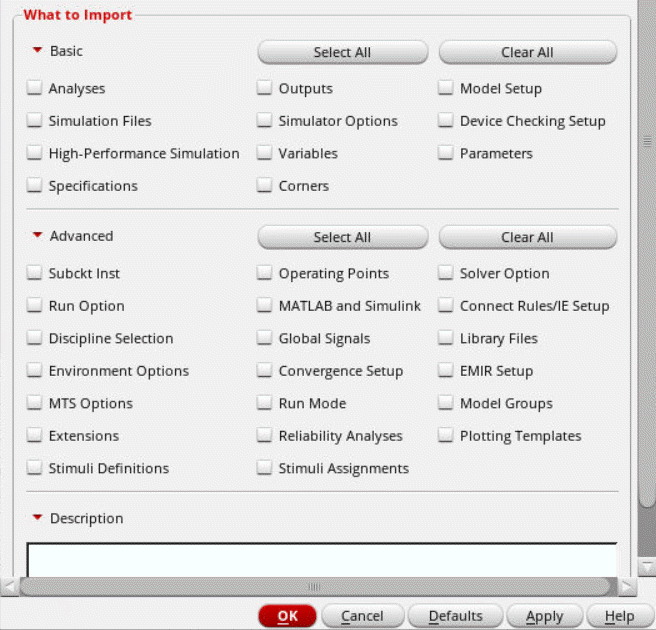 What to Import
Basic Select All Clear All
Analyses Outputs Model Setup
Simulation Files Simulator Options Device Checking Setup
High-Performance Simulation Variables Parameters
Specifications Corners
Advanced Select All Clear All
Subckt Inst Operating Points Solver Option
Run Option MATLAB and Simulink Connect Rules/IE Setup
Discipline Selection Global Signals Library Files
Environment Options Convergence Setup EMIR Setup
MTS Options Run Mode Model Groups
Extensions Reliability Analyses Plotting Templates
Stimuli Definitions Stimuli Assignments
Description
OK Cancel Defaults Apply Help